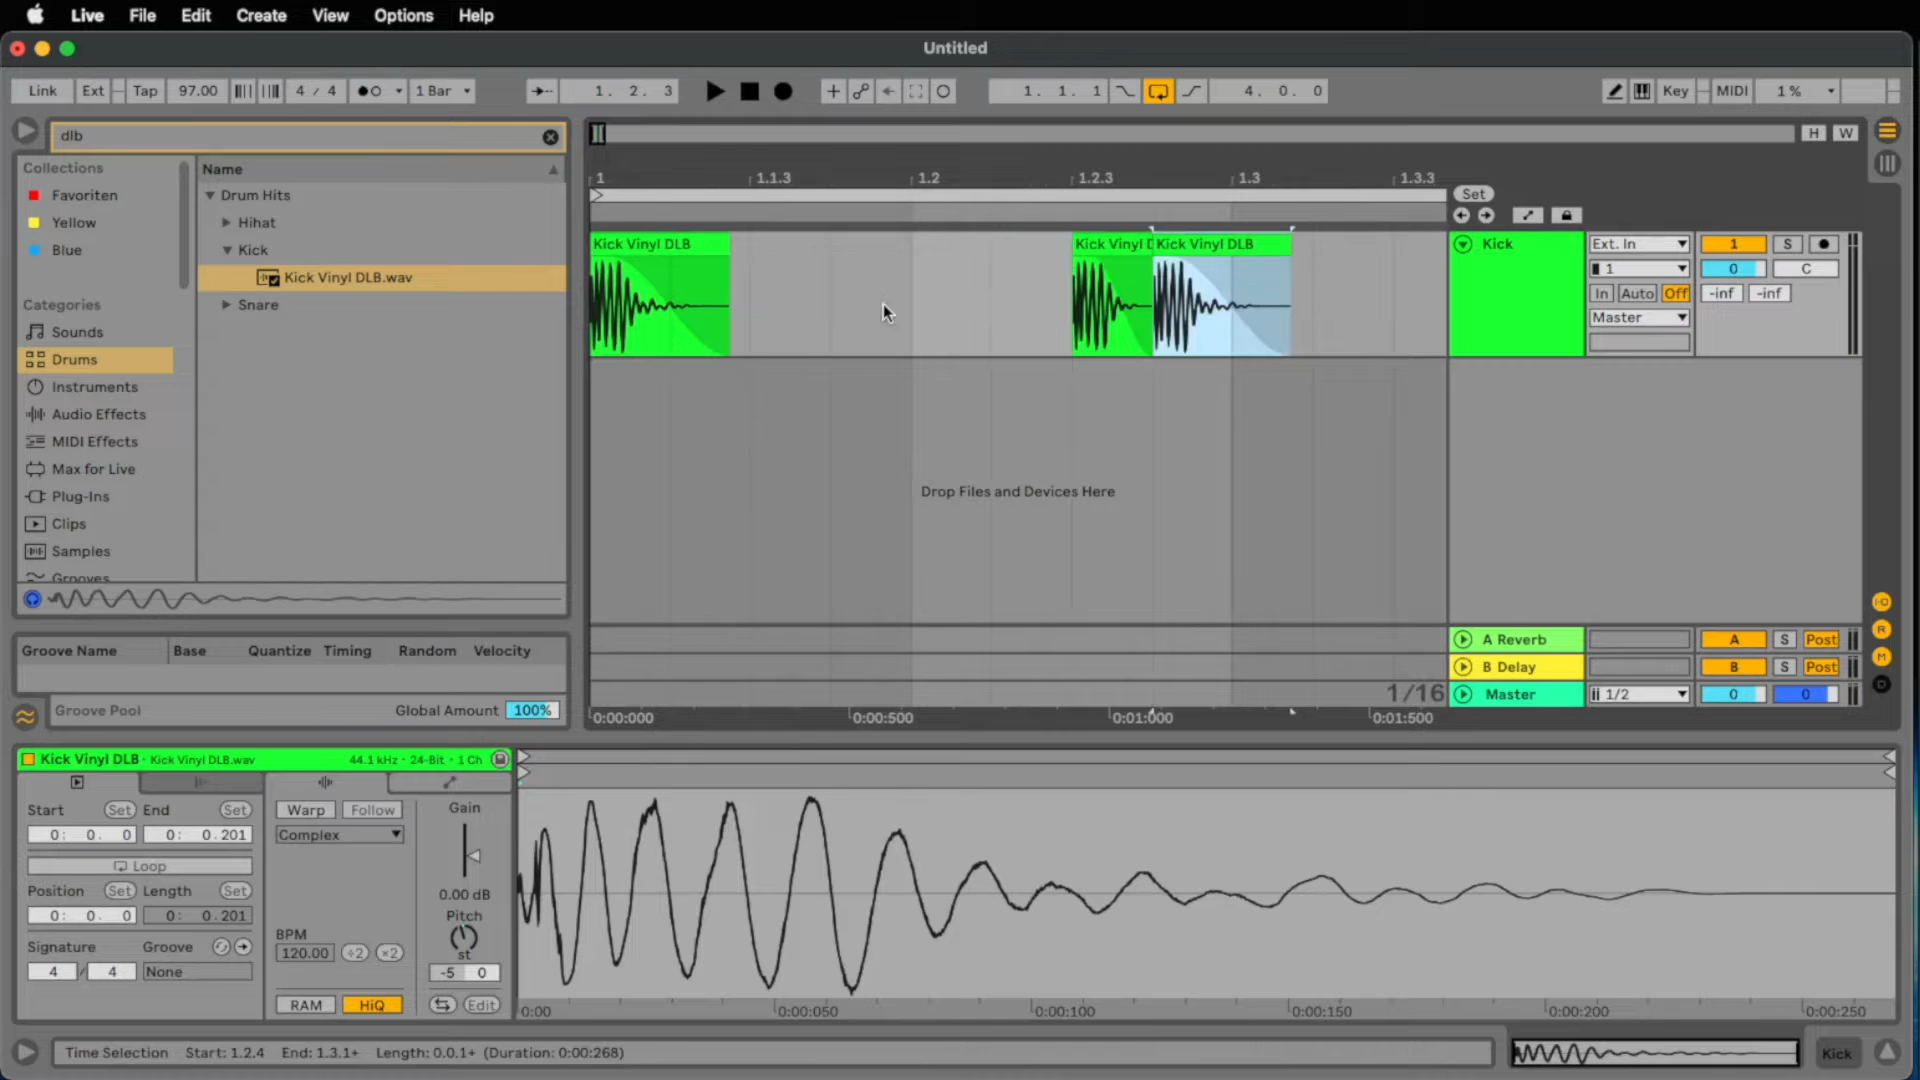 Live File Edit Create View Options Help
Untitled
Link Ext Tap 97.00 4 / 4 1 Bar 1. 2. 3 1. 1. 1 4. 0. 0 Key MIDI 1 %
dlb
H W
Collections
Name
Favoriten
Drum Hits
Yellow
Hihat
Blue
Kick
Kick Vinyl DLB.wav
Categories
Snare
Sounds
Drums
Instruments
Audio Effects
MIDI Effects
Max for Live
Plug-Ins
Clips
Samples
Grooves
1 1.1.3 1.2 1.2.3 1.3 1.3.3
Set
Kick Vinyl DLB Kick Vinyl D Kick Vinyl DLB
Kick Ext. In 1 S
1 0 C
In Auto Off -inf -inf
Master
Drop Files and Devices Here
A Reverb A S Post
B Delay B S Post
1/16 Master 1/2 0 0
0:00:000 0:00:500 0:01:000 0:01:500
I·O
R
M
D
Groove Name Base Quantize Timing Random Velocity
Groove Pool Global Amount 100%
Kick Vinyl DLB · Kick Vinyl DLB.wav 44.1 kHz · 24-Bit · 1 Ch
Start Set End Set
0: 0. 0 0: 0.201
Loop
Position Set Length Set
0: 0. 0 0: 0.201
Signature Groove
4 / 4 None
Warp Follow
Complex
BPM
120.00 ÷2 ×2
RAM HiQ
Gain
0.00 dB
Pitch
st
-5 0
Edit
0:00 0:00:050 0:00:100 0:00:150 0:00:200 0:00:250
Time Selection Start: 1.2.4 End: 1.3.1+ Length: 0.0.1+ (Duration: 0:00:268)
Kick